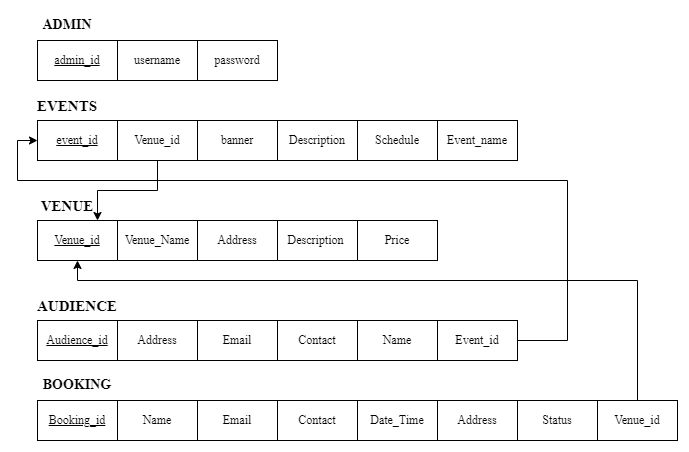 ADMIN
admin_id username password
EVENTS
event_id Venue_id banner Description Schedule Event_name
VENUE
Venue_id Venue_Name Address Description Price
AUDIENCE
Audience_id Address Email Contact Name Event_id
BOOKING
Booking_id Name Email Contact Date_Time Address Status Venue_id